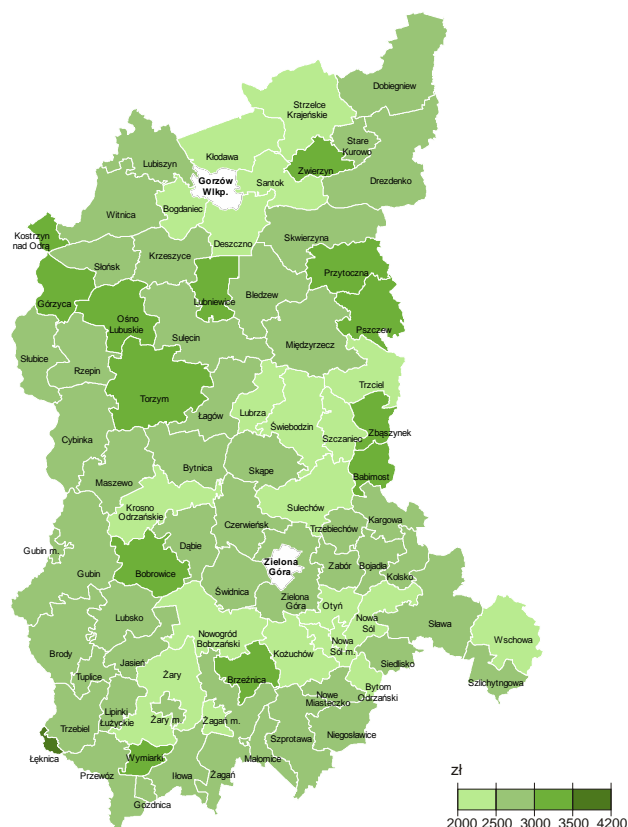 Dobiegniew
Strzelce
Krajeńskie
Stare
Kurowo
Kłodawa
Lubiszyn
Zwierzyn
Gorzów
Wlkp.
Santok
Drezdenko
Bogdaniec
Witnica
Kostrzyn
nad Odrą
Deszczno
Skwierzyna
Krzeszyce
Słońsk
Przytoczna
Górzyca
Lubniewice
Bledzew
Ośno
Lubuskie
Pszczew
Sulęcin
Międzyrzecz
Słubice
Rzepin
Trzciel
Torzym
Łagów
Lubrza
Świebodzin
Zbąszynek
Szczaniec
Cybinka
Bytnica
Skąpe
Babimost
Maszewo
Krosno
Odrzańskie
Sulechów
Kargowa
Czerwieńsk
Trzebiechów
Gubin m.
Dąbie
Zielona
Góra
Zabór
Bojadła
Kolsko
Gubin
Bobrowice
Świdnica
Zielona
Góra
Otyń
Lubsko
Nowogród
Bobrzański
Nowa
Sól
Sława
Wschowa
Nowa
Sól m.
Kożuchów
Brody
Jasień
Siedlisko
Tuplice
Żary
Brzeźnica
Szlichtyngowa
Bytom
Odrzański
Nowe
Miasteczko
Lipinki
Łużyckie
Żary m.
Żagań m.
Trzebiel
Niegosławice
Szprotawa
Łęknica
Wymiarki
Małomice
Przewóz
Iłowa
Żagań
Gozdnica
zł
2000 2500 3000 3500 4200